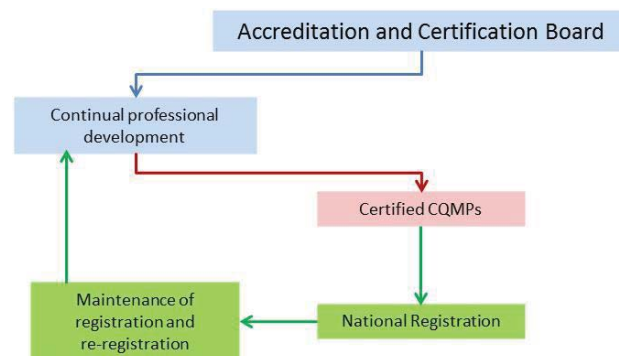 Accreditation and Certification Board
Continual professional
development
Certified CQMPs
Maintenance of
registration and
re-registration
National Registration